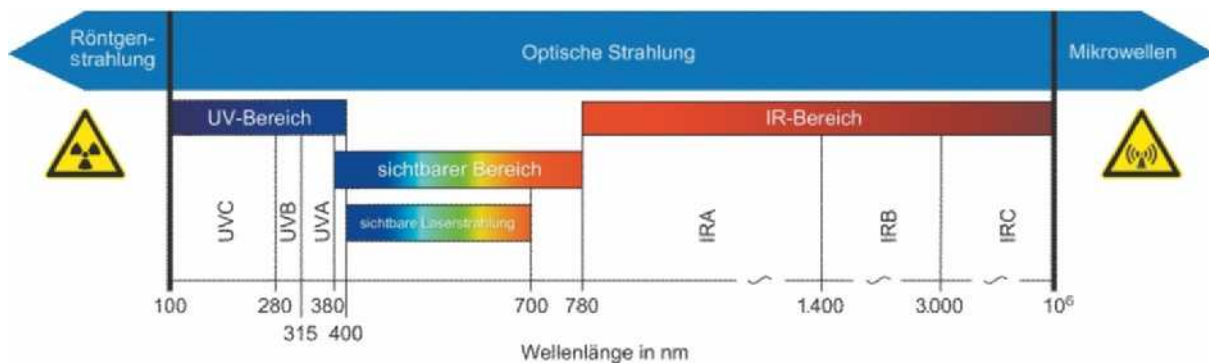 Röntgen-
strahlung
Optische Strahlung
Mikrowellen
UV-Bereich
IR-Bereich
sichtbarer Bereich
sichtbare Laserstrahlung
UVC
UVB
UVA
IRA
IRB
IRC
100 280 380 700 780 1.400 3.000 10⁶
315 400
Wellenlänge in nm